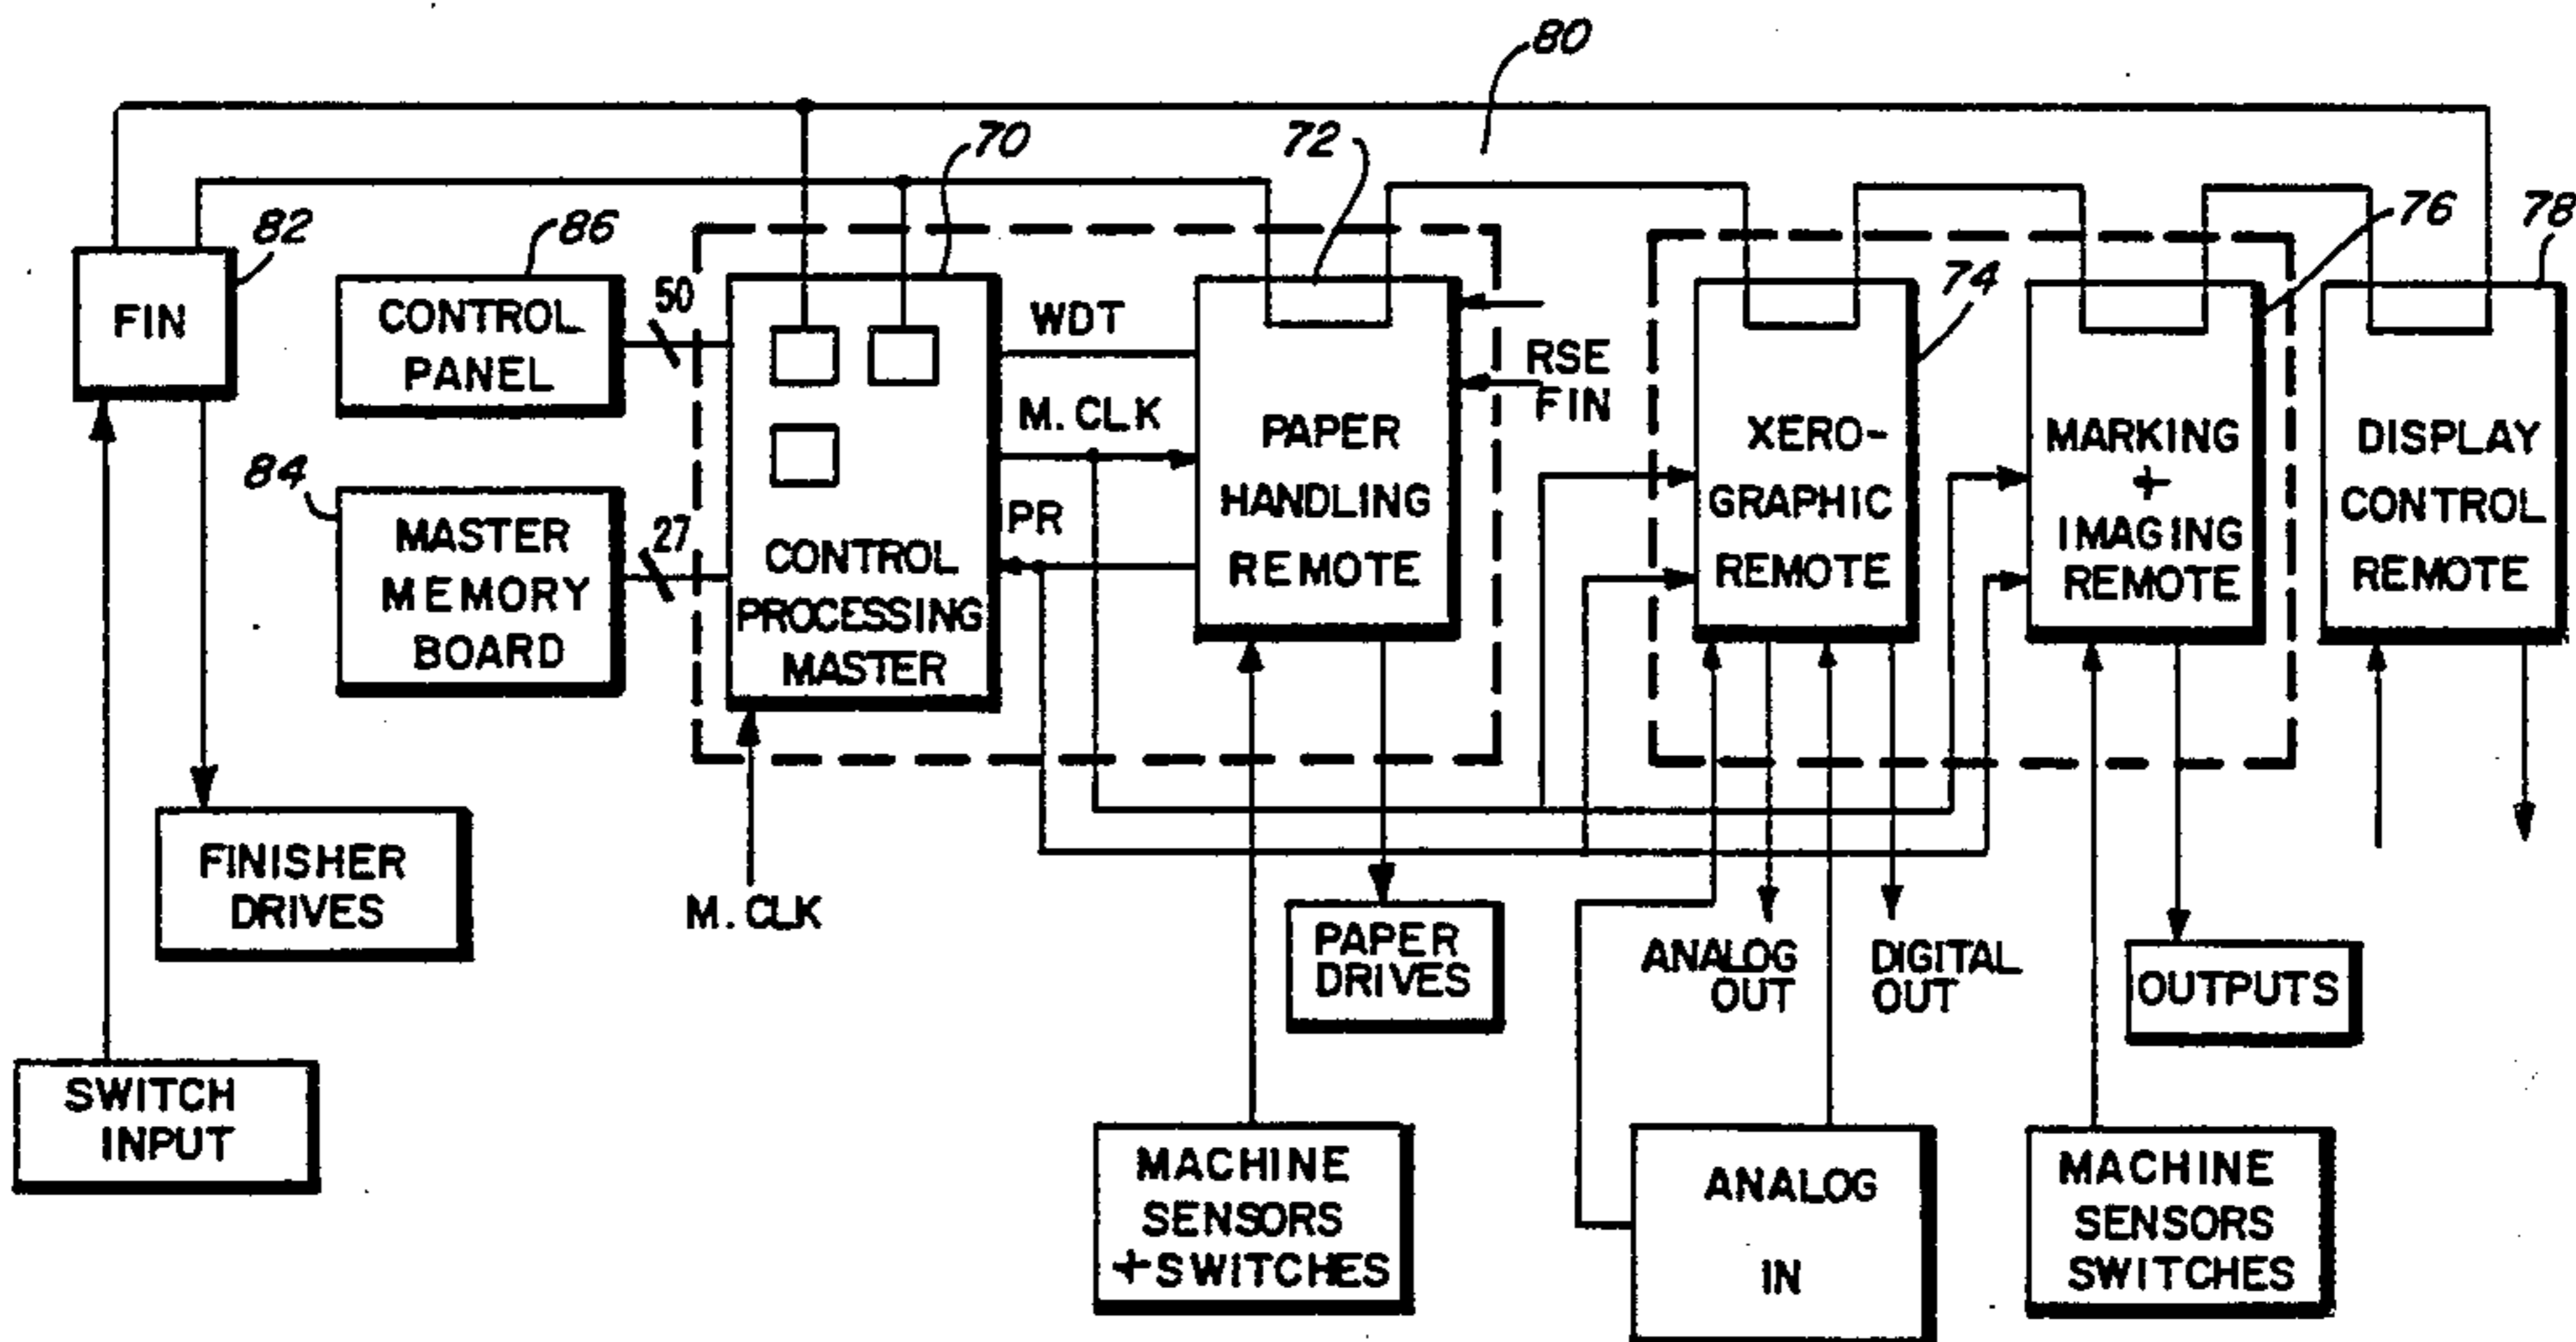 80
70
72
82
86
76
78
74
50
FIN
CONTROL
PANEL
WDT
RSE
FIN
M. CLK
84
27
PR
MASTER
MEMORY
BOARD
CONTROL
PROCESSING
MASTER
PAPER
HANDLING
REMOTE
XERO-
GRAPHIC
REMOTE
MARKING
+
IMAGING
REMOTE
DISPLAY
CONTROL
REMOTE
FINISHER
DRIVES
M. CLK
PAPER
DRIVES
ANALOG
OUT
DIGITAL
OUT
OUTPUTS
SWITCH
INPUT
MACHINE
SENSORS
+SWITCHES
ANALOG
IN
MACHINE
SENSORS
SWITCHES